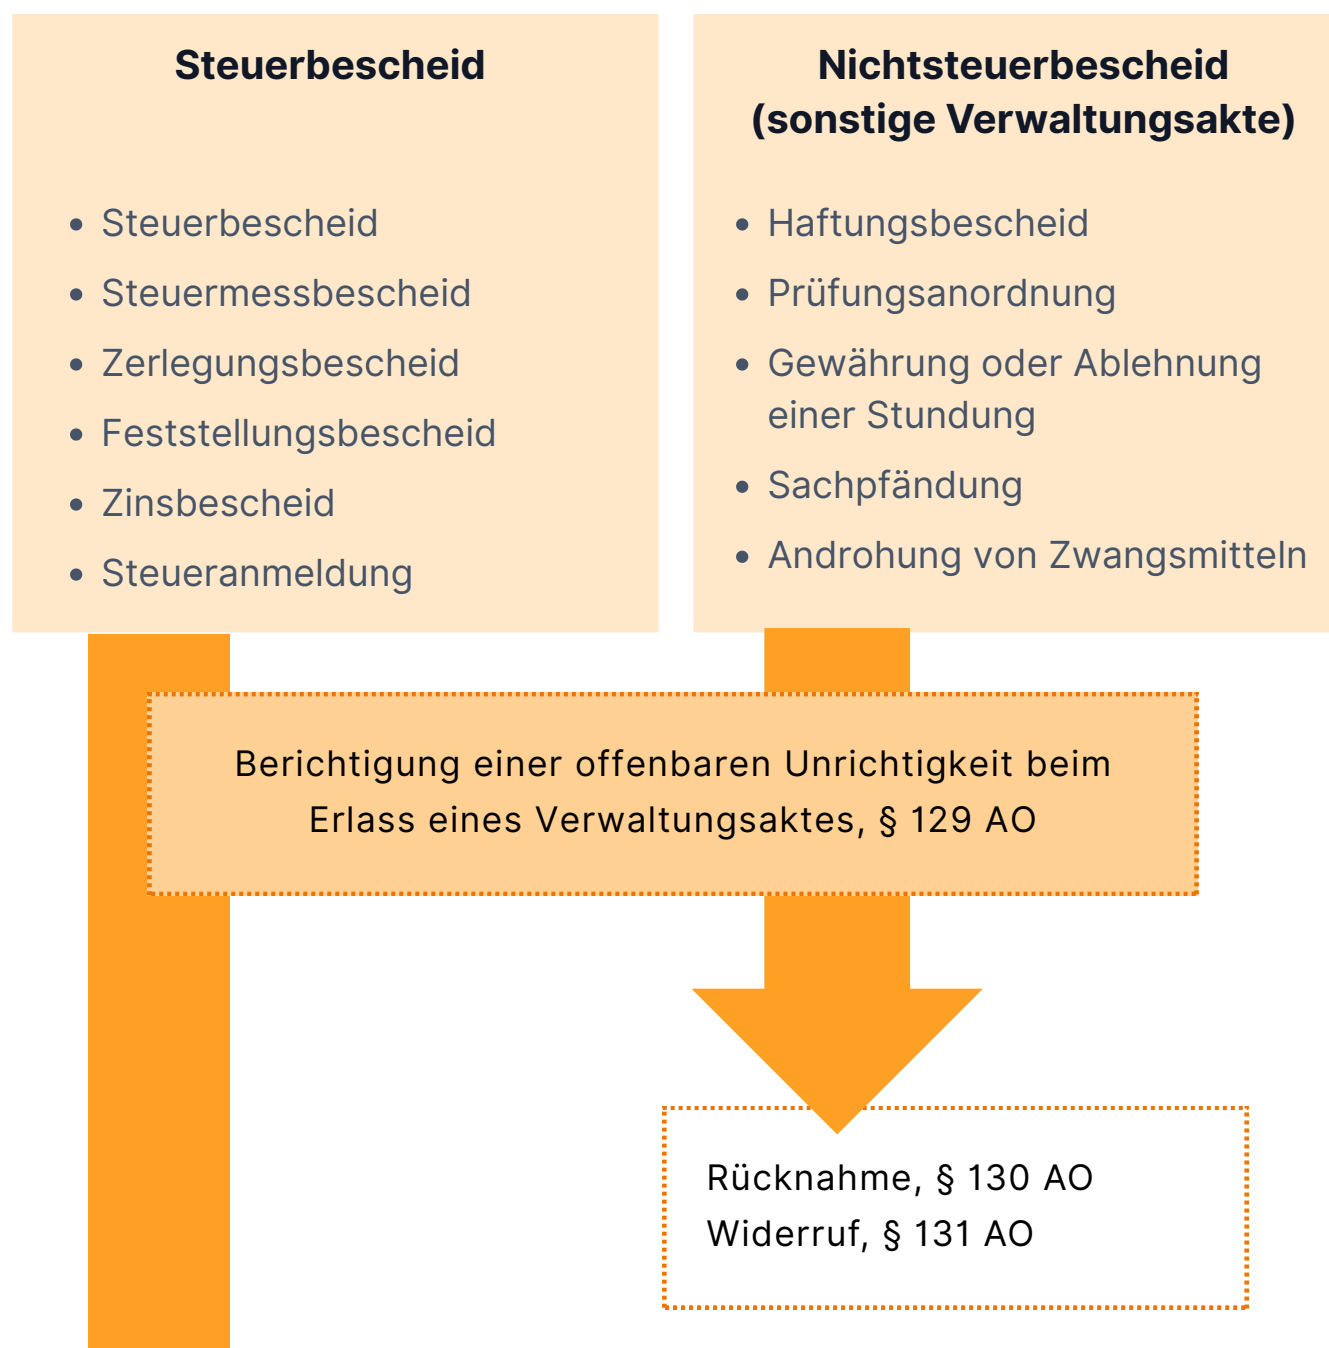 Steuerbescheid
• Steuerbescheid
• Steuermessbescheid
• Zerlegungsbescheid
• Feststellungsbescheid
• Zinsbescheid
• Steueranmeldung
Nichtsteuerbescheid
(sonstige Verwaltungsakte)
• Haftungsbescheid
• Prüfungsanordnung
• Gewährung oder Ablehnung
einer Stundung
• Sachpfändung
• Androhung von Zwangsmitteln
Berichtigung einer offenbaren Unrichtigkeit beim
Erlass eines Verwaltungsaktes, § 129 AO
Rücknahme, § 130 AO
Widerruf, § 131 AO